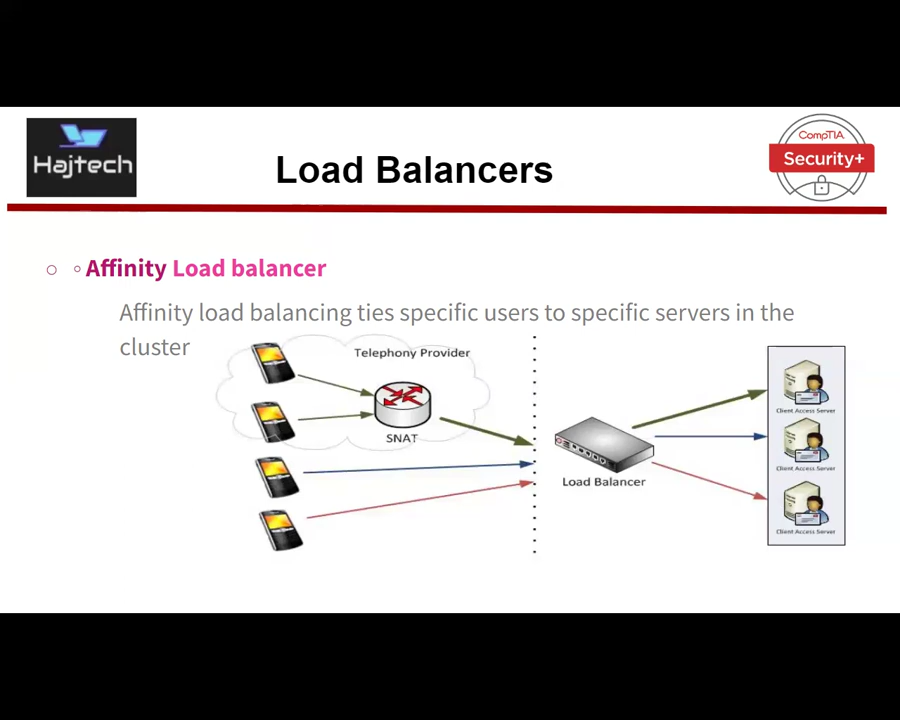 Hajtech
Load Balancers
CompTIA
Security+
Affinity Load balancer
Affinity load balancing ties specific users to specific servers in the
cluster
Telephony Provider
SNAT
Load Balancer
Client Access Server
Client Access Server
Client Access Server